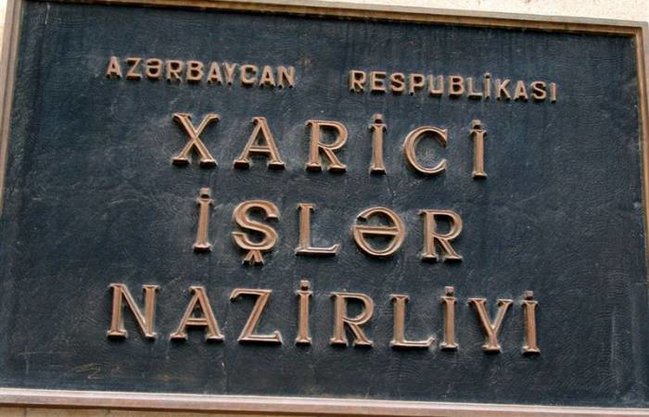 AZƏRBAYCAN RESPUBLİKASI
XARİCİ
İŞLƏR
NAZİRLİYİ